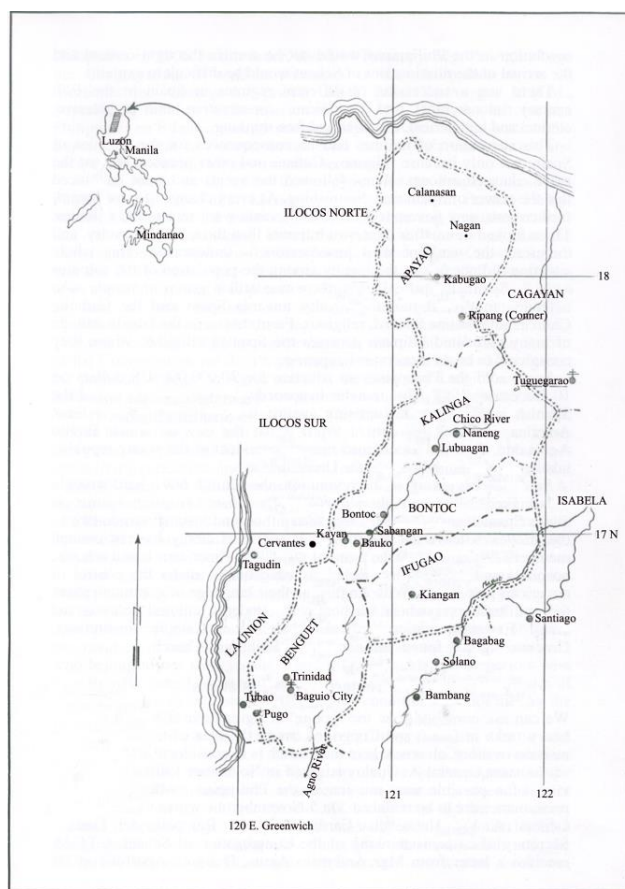 Luzon
Manila
Mindanao
Calanasan
ILOCOS NORTE
Nagan
APAYAO
18
Kabugao
CAGAYAN
Ripang (Conner)
Tuguegarao
KALINGA
Chico River
ILOCOS SUR
Naneng
Lubuagan
ISABELA
Bontoc
BONTOC
Sabangan
17 N
Kayan
Cervantes
Bauko
Tagudin
IFUGAO
Kiangan
Santiago
LA UNION
BENGUET
Bagabag
Solano
Trinidad
Baguio City
Bambang
Tubao
Pugo
Agno River
121
122
120 E. Greenwich